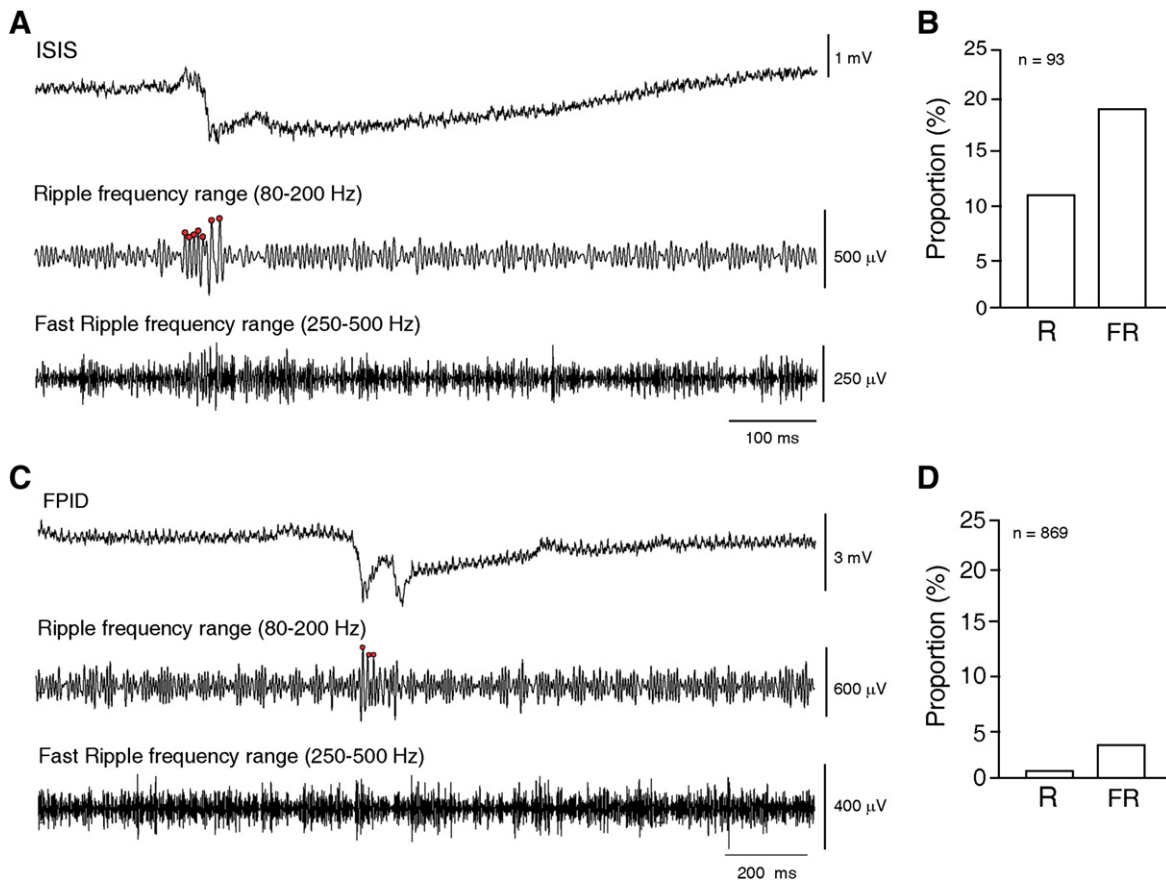 A
ISIS
1 mV
Ripple frequency range (80-200 Hz)
500 µV
Fast Ripple frequency range (250-500 Hz)
250 µV
100 ms
B
n = 93
Proportion (%)
25
20
15
10
5
0
R FR
C
FPID
3 mV
Ripple frequency range (80-200 Hz)
600 µV
Fast Ripple frequency range (250-500 Hz)
400 µV
200 ms
D
n = 869
Proportion (%)
25
20
15
10
5
0
R FR